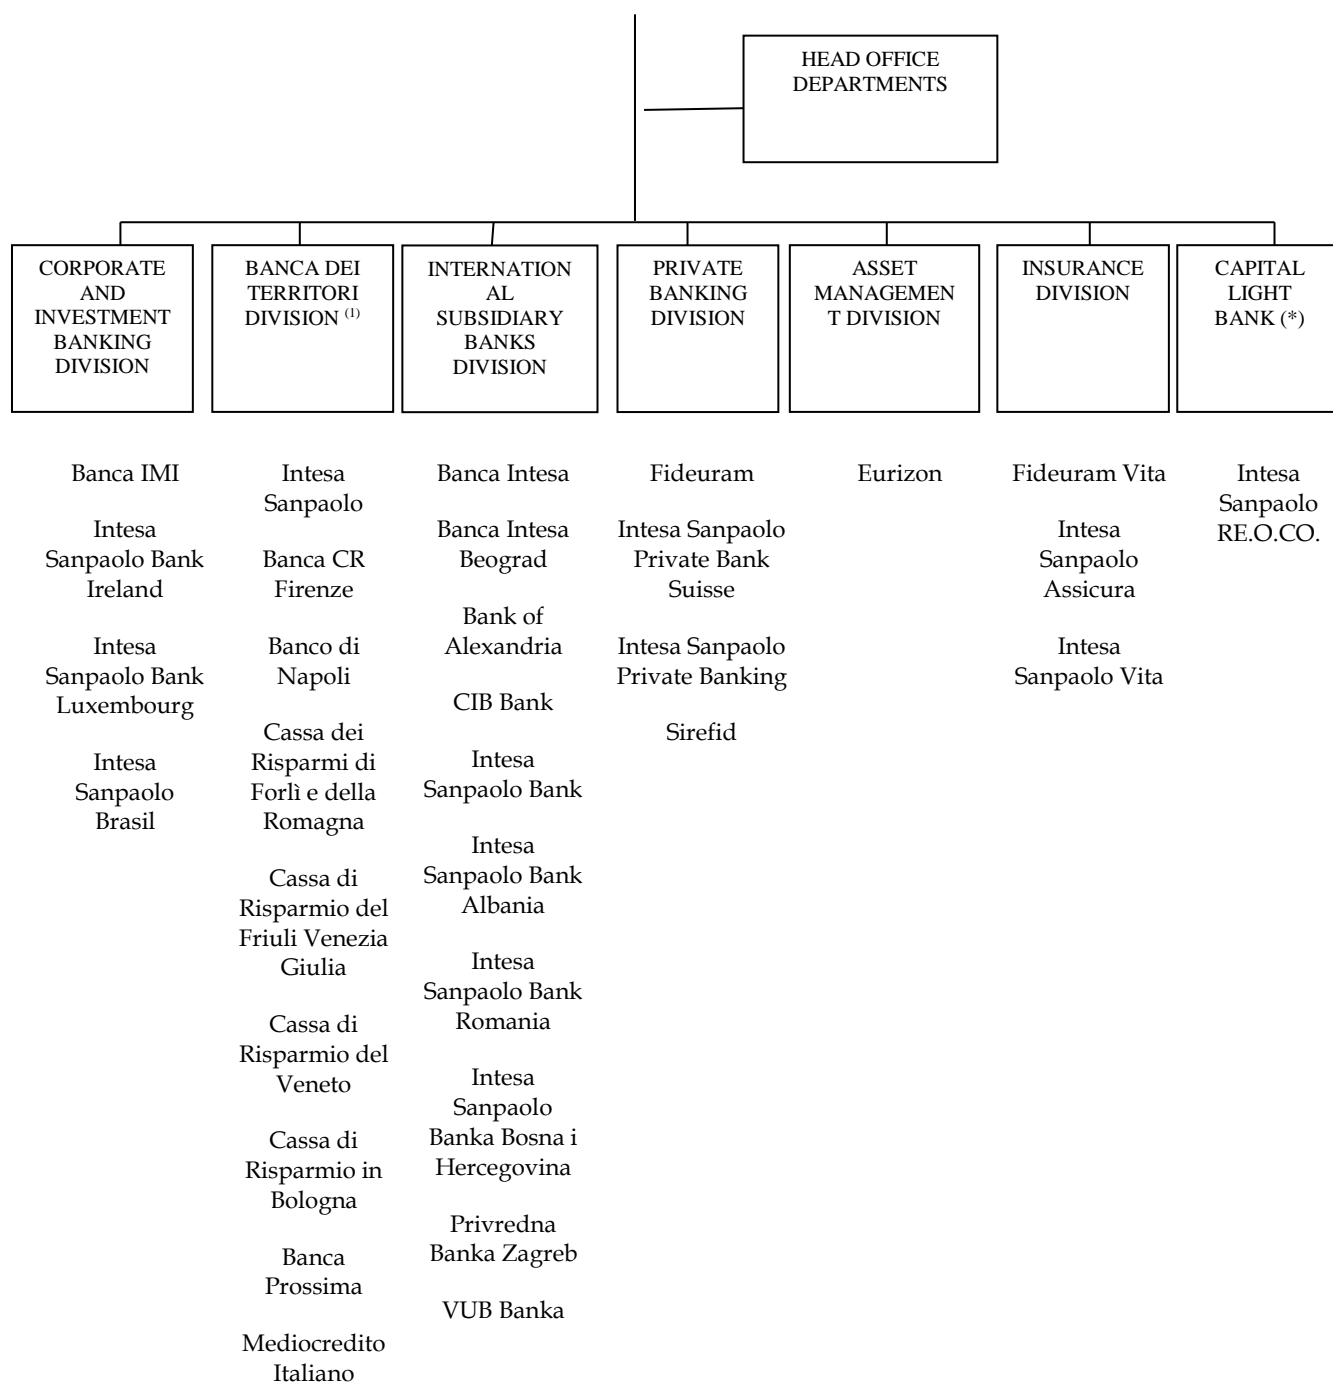 HEAD OFFICE
DEPARTMENTS
CORPORATE
AND
INVESTMENT
BANKING
DIVISION
BANCA DEI
TERRITORI
DIVISION (1)
INTERNATION
AL
SUBSIDIARY
BANKS
DIVISION
PRIVATE
BANKING
DIVISION
ASSET
MANAGEMEN
T DIVISION
INSURANCE
DIVISION
CAPITAL
LIGHT
BANK (*)
Banca IMI
Intesa
Sanpaolo Bank
Ireland
Intesa
Sanpaolo Bank
Luxembourg
Intesa
Sanpaolo
Brasil
Intesa
Sanpaolo
Banca CR
Firenze
Banco di
Napoli
Cassa dei
Risparmi di
Forlì e della
Romagna
Cassa di
Risparmio del
Friuli Venezia
Giulia
Cassa di
Risparmio del
Veneto
Cassa di
Risparmio in
Bologna
Banca
Prossima
Mediocredito
Italiano
Banca Intesa
Banca Intesa
Beograd
Bank of
Alexandria
CIB Bank
Intesa
Sanpaolo Bank
Intesa
Sanpaolo Bank
Albania
Intesa
Sanpaolo Bank
Romania
Intesa
Sanpaolo
Banka Bosna i
Hercegovina
Privredna
Banka Zagreb
VUB Banka
Fideuram
Intesa Sanpaolo
Private Bank
Suisse
Intesa Sanpaolo
Private Banking
Sirefid
Eurizon
Fideuram Vita
Intesa
Sanpaolo
Assicura
Intesa
Sanpaolo Vita
Intesa
Sanpaolo
RE.O.CO.